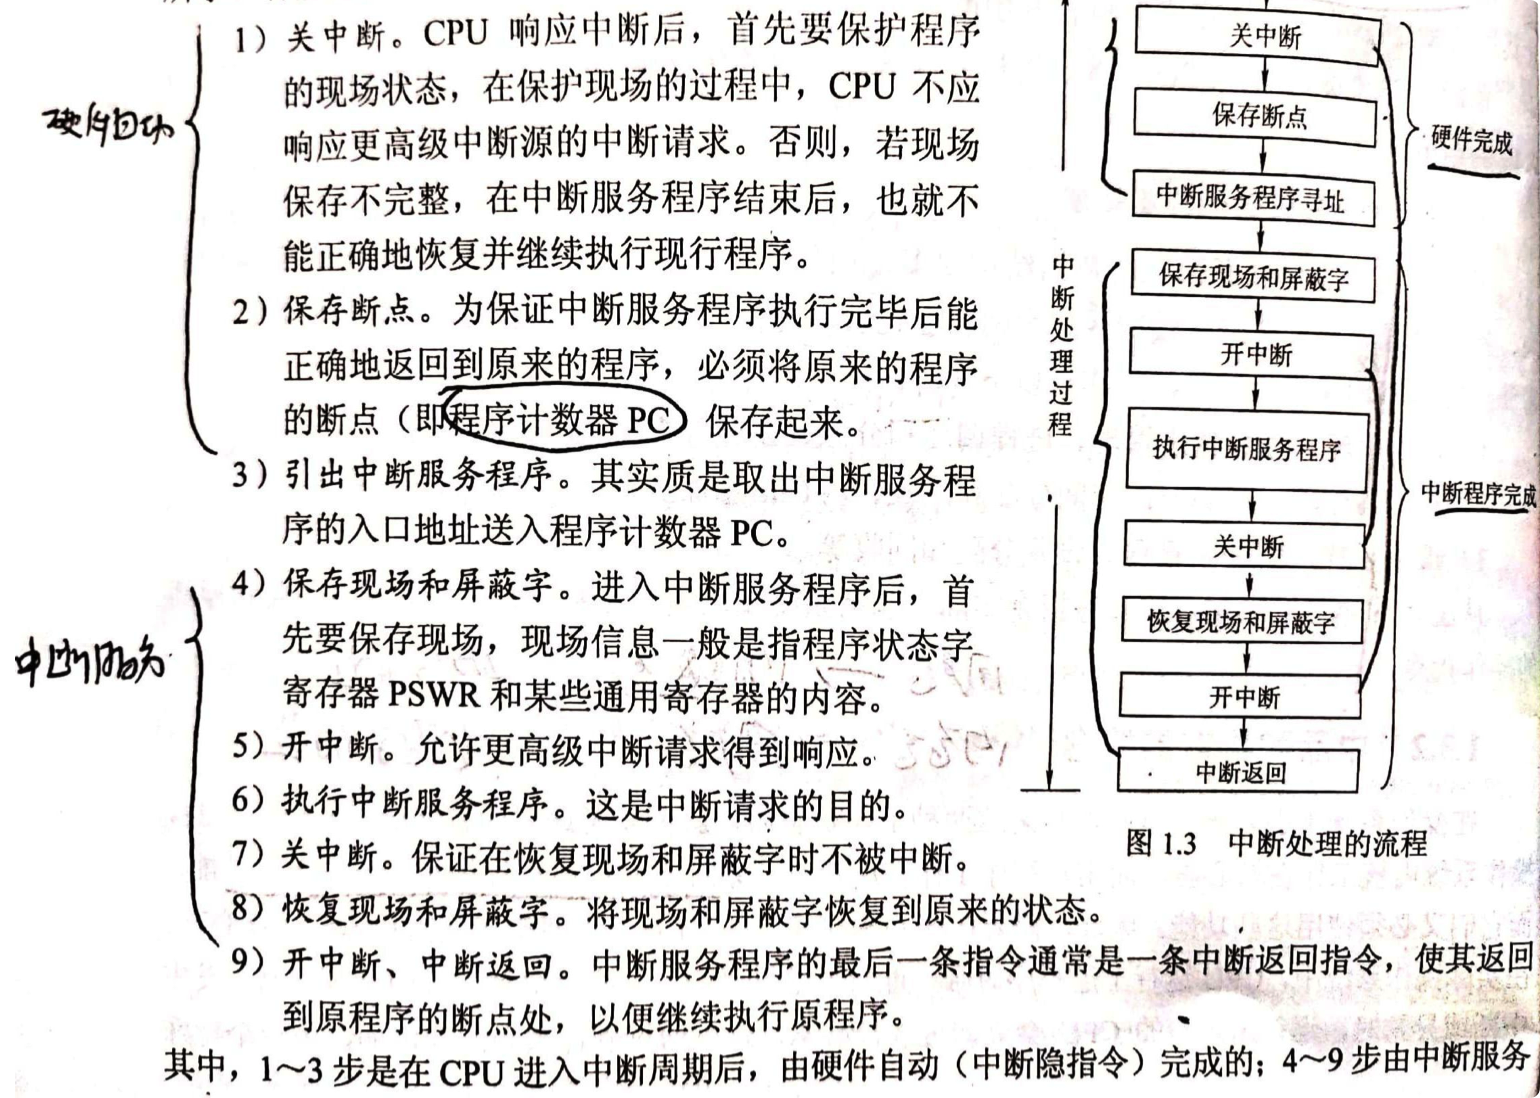 1）关中断。CPU 响应中断后，首先要保护程序
的现场状态，在保护现场的过程中，CPU 不应
响应更高级中断源的中断请求。否则，若现场
保存不完整，在中断服务程序结束后，也就不
能正确地恢复并继续执行现行程序。
2）保存断点。为保证中断服务程序执行完毕后能
正确地返回到原来的程序，必须将原来的程序
的断点（即程序计数器 PC）保存起来。
3）引出中断服务程序。其实质是取出中断服务程
序的入口地址送入程序计数器 PC。
4）保存现场和屏蔽字。进入中断服务程序后，首
先要保存现场，现场信息一般是指程序状态字
寄存器 PSWR 和某些通用寄存器的内容。
5）开中断。允许更高级中断请求得到响应。
6）执行中断服务程序。这是中断请求的目的。
7）关中断。保证在恢复现场和屏蔽字时不被中断。
8）恢复现场和屏蔽字。将现场和屏蔽字恢复到原来的状态。
9）开中断、中断返回。中断服务程序的最后一条指令通常是一条中断返回指令，使其返回
到原程序的断点处，以便继续执行原程序。
其中，1～3 步是在 CPU 进入中断周期后，由硬件自动（中断隐指令）完成的；4～9 步由中断服务
硬件自动
中断服务
中断处理过程
关中断
保存断点
中断服务程序寻址
保存现场和屏蔽字
开中断
执行中断服务程序
关中断
恢复现场和屏蔽字
开中断
中断返回
硬件完成
中断程序完成
图 1.3 中断处理的流程